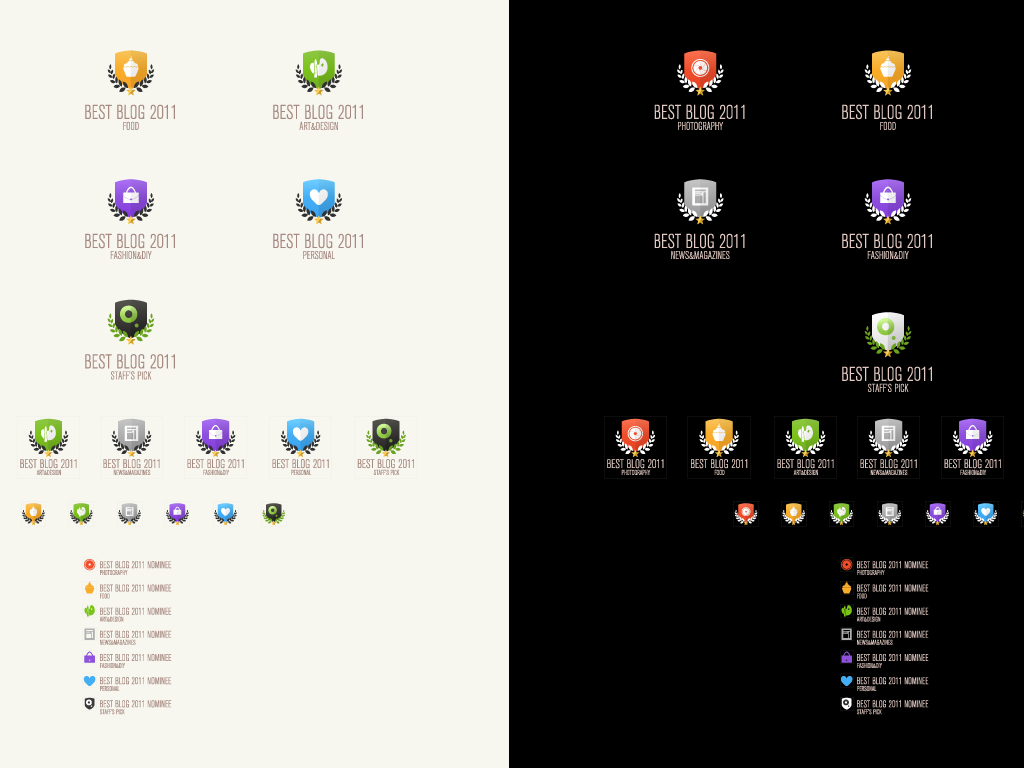 BEST BLOG 2011
FOOD
BEST BLOG 2011
ART&DESIGN
BEST BLOG 2011
FASHION&DIY
BEST BLOG 2011
PERSONAL
BEST BLOG 2011
STAFF'S PICK
BEST BLOG 2011
ART&DESIGN
BEST BLOG 2011
NEWS&MAGAZINES
BEST BLOG 2011
FASHION&DIY
BEST BLOG 2011
PERSONAL
BEST BLOG 2011
STAFF'S PICK
BEST BLOG 2011 NOMINEE
PHOTOGRAPHY
BEST BLOG 2011 NOMINEE
FOOD
BEST BLOG 2011 NOMINEE
ART&DESIGN
BEST BLOG 2011 NOMINEE
NEWS&MAGAZINES
BEST BLOG 2011 NOMINEE
FASHION&DIY
BEST BLOG 2011 NOMINEE
PERSONAL
BEST BLOG 2011 NOMINEE
STAFF'S PICK
BEST BLOG 2011
PHOTOGRAPHY
BEST BLOG 2011
FOOD
BEST BLOG 2011
NEWS&MAGAZINES
BEST BLOG 2011
FASHION&DIY
BEST BLOG 2011
STAFF'S PICK
BEST BLOG 2011
PHOTOGRAPHY
BEST BLOG 2011
FOOD
BEST BLOG 2011
ART&DESIGN
BEST BLOG 2011
NEWS&MAGAZINES
BEST BLOG 2011
FASHION&DIY
BEST BLOG 2011 NOMINEE
PHOTOGRAPHY
BEST BLOG 2011 NOMINEE
FOOD
BEST BLOG 2011 NOMINEE
ART&DESIGN
BEST BLOG 2011 NOMINEE
NEWS&MAGAZINES
BEST BLOG 2011 NOMINEE
FASHION&DIY
BEST BLOG 2011 NOMINEE
PERSONAL
BEST BLOG 2011 NOMINEE
STAFF'S PICK